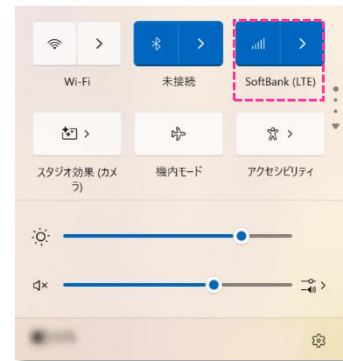 Wi-Fi
未接続
SoftBank (LTE)
スタジオ効果 (カメ
ラ)
機内モード
アクセシビリティ